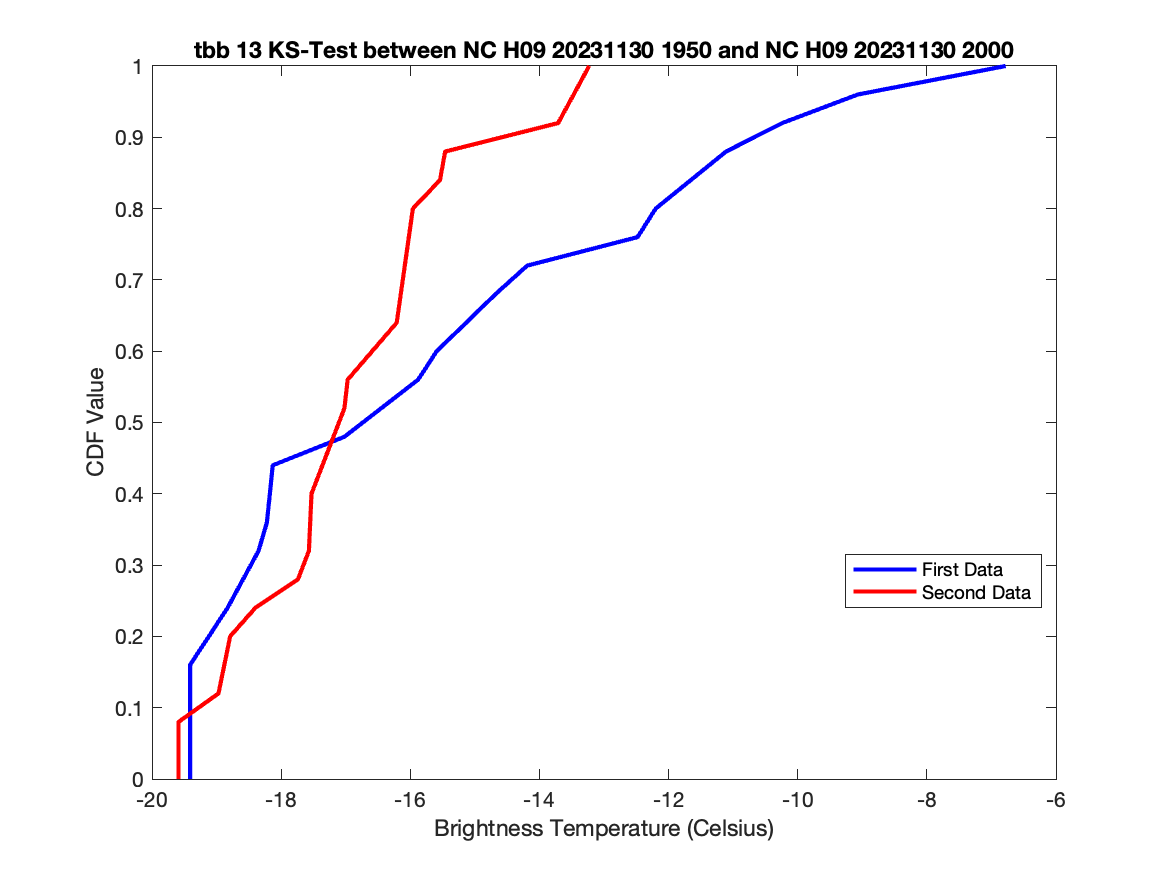 tbb 13 KS-Test between NC H09 20231130 1950 and NC H09 20231130 2000
1
0.9
0.8
0.7
0.6
0.5
0.4
0.3
0.2
0.1
0
CDF Value
First Data
Second Data
-20 -18 -16 -14 -12 -10 -8 -6
Brightness Temperature (Celsius)